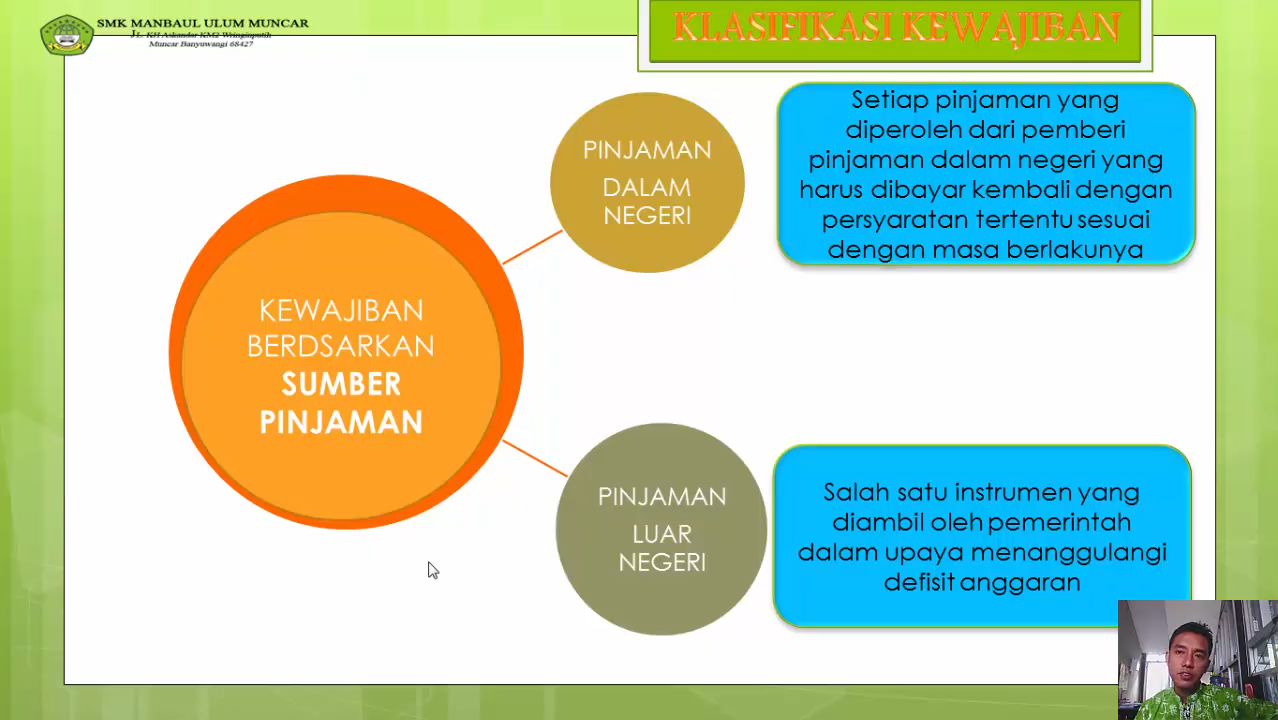 SMK MANBAUL ULUM MUNCAR
JL. KH Askandar KM2 Wringinputih
Muncar Banyuwangi 68427
KLASIFIKASI KEWAJIBAN
KEWAJIBAN
BERDSARKAN
SUMBER
PINJAMAN
PINJAMAN
DALAM
NEGERI
Setiap pinjaman yang
diperoleh dari pemberi
pinjaman dalam negeri yang
harus dibayar kembali dengan
persyaratan tertentu sesuai
dengan masa berlakunya
PINJAMAN
LUAR
NEGERI
Salah satu instrumen yang
diambil oleh pemerintah
dalam upaya menanggulangi
defisit anggaran